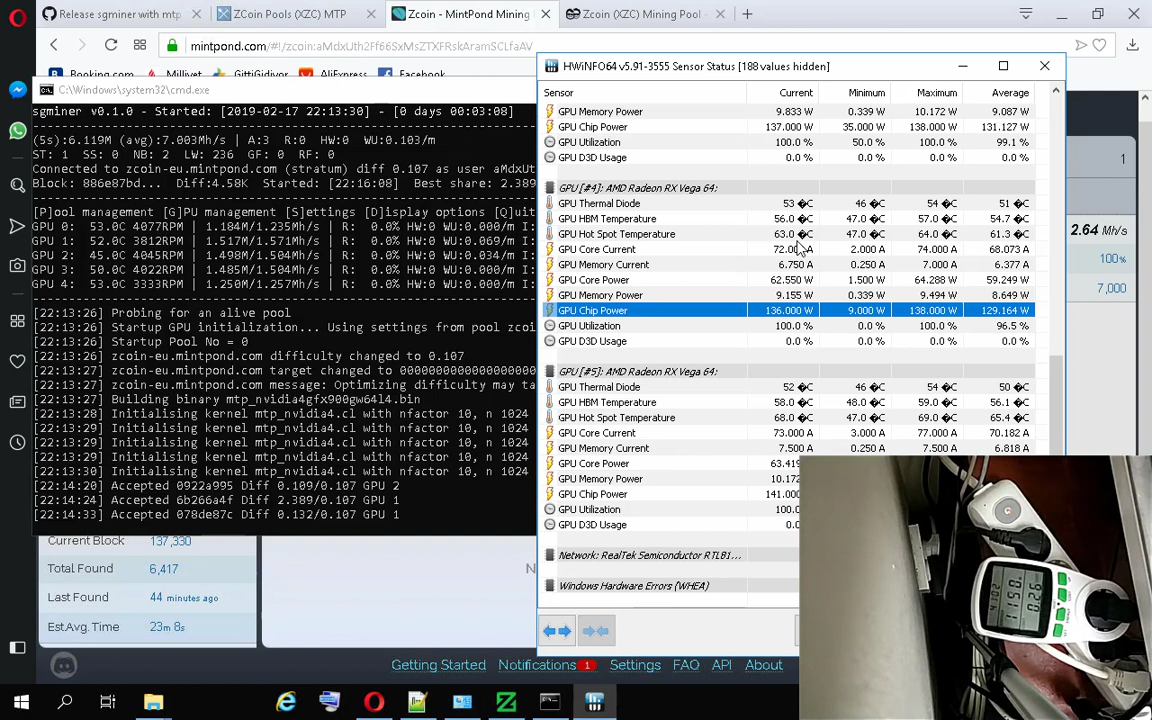 Release sgminer with mtp
ZCoin Pools (XZC) MTP
Zcoin - MintPond Mining
Zcoin (XZC) Mining Pool -
mintpond.com/#!/zcoin:aMdxUth2Ff66SxMsZTXFRskAramSCLfaAV
Booking.com
Milliyet
GittiGidivor
AliExpress
Facebook
C:\Windows\system32\cmd.exe
sgminer v0.1.0 - Started: [2019-02-17 22:13:30] - [0 days 00:03:08]
(5s):6.119M (avg):7.003Mh/s | A:3 R:0 HW:0 WU:0.103/m
ST: 1 SS: 0 NB: 2 LW: 236 GF: 0 RF: 0
Connected to zcoin-eu.mintpond.com (stratum) diff 0.107 as user aMdxUt
Block: 886e87bd... Diff:4.58K Started: [22:16:08] Best share: 2.389
[P]ool management [G]PU management [S]ettings [D]isplay options [Q]uit
GPU 0: 53.0C 4077RPM | 1.184M/1.235Mh/s | R: 0.0% HW:0 WU:0.000/m I:
GPU 1: 52.0C 3812RPM | 1.517M/1.571Mh/s | R: 0.0% HW:0 WU:0.069/m I:
GPU 2: 45.0C 4045RPM | 1.498M/1.504Mh/s | R: 0.0% HW:0 WU:0.034/m I:
GPU 3: 50.0C 4022RPM | 1.485M/1.504Mh/s | R: 0.0% HW:0 WU:0.000/m I:
GPU 4: 53.0C 3333RPM | 1.250M/1.257Mh/s | R: 0.0% HW:0 WU:0.000/m I:
[22:13:26] Probing for an alive pool
[22:13:26] Startup GPU initialization... Using settings from pool zcoi
[22:13:26] Startup Pool No = 0
[22:13:26] zcoin-eu.mintpond.com difficulty changed to 0.107
[22:13:27] zcoin-eu.mintpond.com target changed to 0000000000000000
[22:13:27] zcoin-eu.mintpond.com message: Optimizing difficulty may ta
[22:13:27] Building binary mtp_nvidia4gfx900gw64l4.bin
[22:13:28] Initialising kernel mtp_nvidia4.cl with nfactor 10, n 1024
[22:13:29] Initialising kernel mtp_nvidia4.cl with nfactor 10, n 1024
[22:13:29] Initialising kernel mtp_nvidia4.cl with nfactor 10, n 1024
[22:13:29] Initialising kernel mtp_nvidia4.cl with nfactor 10, n 1024
[22:13:30] Initialising kernel mtp_nvidia4.cl with nfactor 10, n 1024
[22:14:20] Accepted 0922a995 Diff 0.109/0.107 GPU 2
[22:14:24] Accepted 6b266a4f Diff 2.389/0.107 GPU 1
[22:14:33] Accepted 078de87c Diff 0.132/0.107 GPU 1
Current Block 137,330
Total Found 6,417
Last Found 44 minutes ago
Est.Avg. Time 23m 8s
HWiNFO64 v5.91-3555 Sensor Status [188 values hidden]
Sensor Current Minimum Maximum Average
GPU Memory Power 9.833 W 0.339 W 10.172 W 9.087 W
GPU Chip Power 137.000 W 35.000 W 138.000 W 131.127 W
GPU Utilization 100.0 % 50.0 % 100.0 % 99.1 %
GPU D3D Usage 0.0 % 0.0 % 0.0 % 0.0 %
GPU [#4]: AMD Radeon RX Vega 64:
GPU Thermal Diode 53 �C 46 �C 54 �C 51 �C
GPU HBM Temperature 56.0 �C 47.0 �C 57.0 �C 54.7 �C
GPU Hot Spot Temperature 63.0 �C 47.0 �C 64.0 �C 61.3 �C
GPU Core Current 72.000 A 2.000 A 74.000 A 68.073 A
GPU Memory Current 6.750 A 0.250 A 7.000 A 6.377 A
GPU Core Power 62.550 W 1.500 W 64.288 W 59.249 W
GPU Memory Power 9.155 W 0.339 W 9.494 W 8.649 W
GPU Chip Power 136.000 W 9.000 W 138.000 W 129.164 W
GPU Utilization 100.0 % 0.0 % 100.0 % 96.5 %
GPU D3D Usage 0.0 % 0.0 % 0.0 % 0.0 %
GPU [#5]: AMD Radeon RX Vega 64:
GPU Thermal Diode 52 �C 46 �C 54 �C 50 �C
GPU HBM Temperature 58.0 �C 48.0 �C 59.0 �C 56.1 �C
GPU Hot Spot Temperature 68.0 �C 47.0 �C 69.0 �C 65.4 �C
GPU Core Current 73.000 A 3.000 A 77.000 A 70.182 A
GPU Memory Current 7.500 A 0.250 A 7.500 A 6.818 A
GPU Core Power 63.419
GPU Memory Power 10.172
GPU Chip Power 141.000
GPU Utilization 100.
GPU D3D Usage 0.
Network: RealTek Semiconductor RTL81...
Windows Hardware Errors (WHEA)
1
2.64 Mh/s
100%
7,000
1150
026
Getting Started Notifications 1 Settings FAQ API About